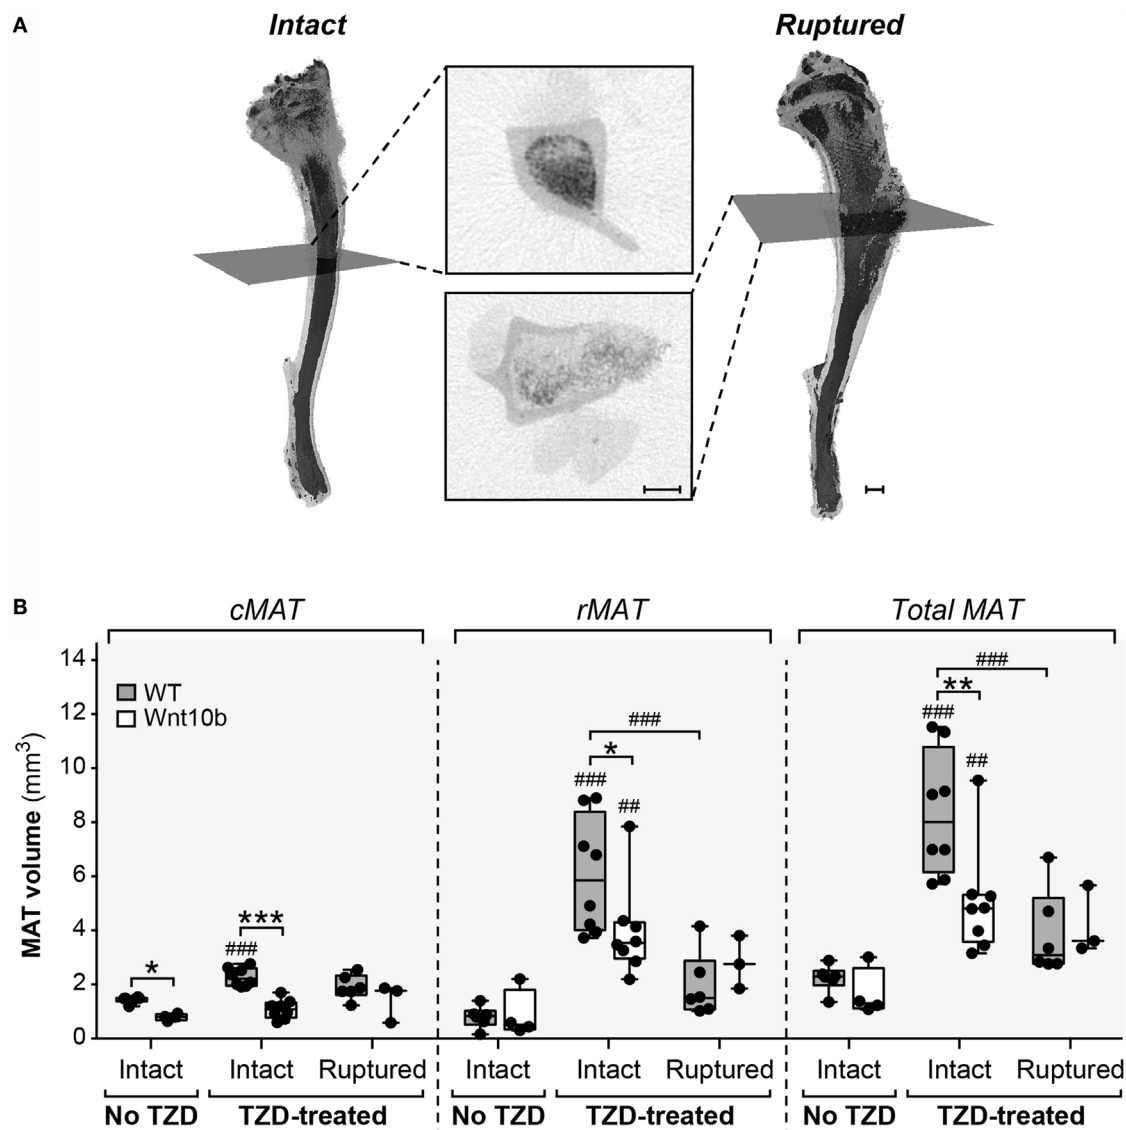 A
Intact
Ruptured
B
cMAT
rMAT
Total MAT
MAT volume (mm³)
14
12
10
8
6
4
2
0
WT
Wnt10b
*
###
***
###
###
*
##
###
###
**
##
Intact
Intact
Ruptured
Intact
Intact
Ruptured
Intact
Intact
Ruptured
No TZD
TZD-treated
No TZD
TZD-treated
No TZD
TZD-treated